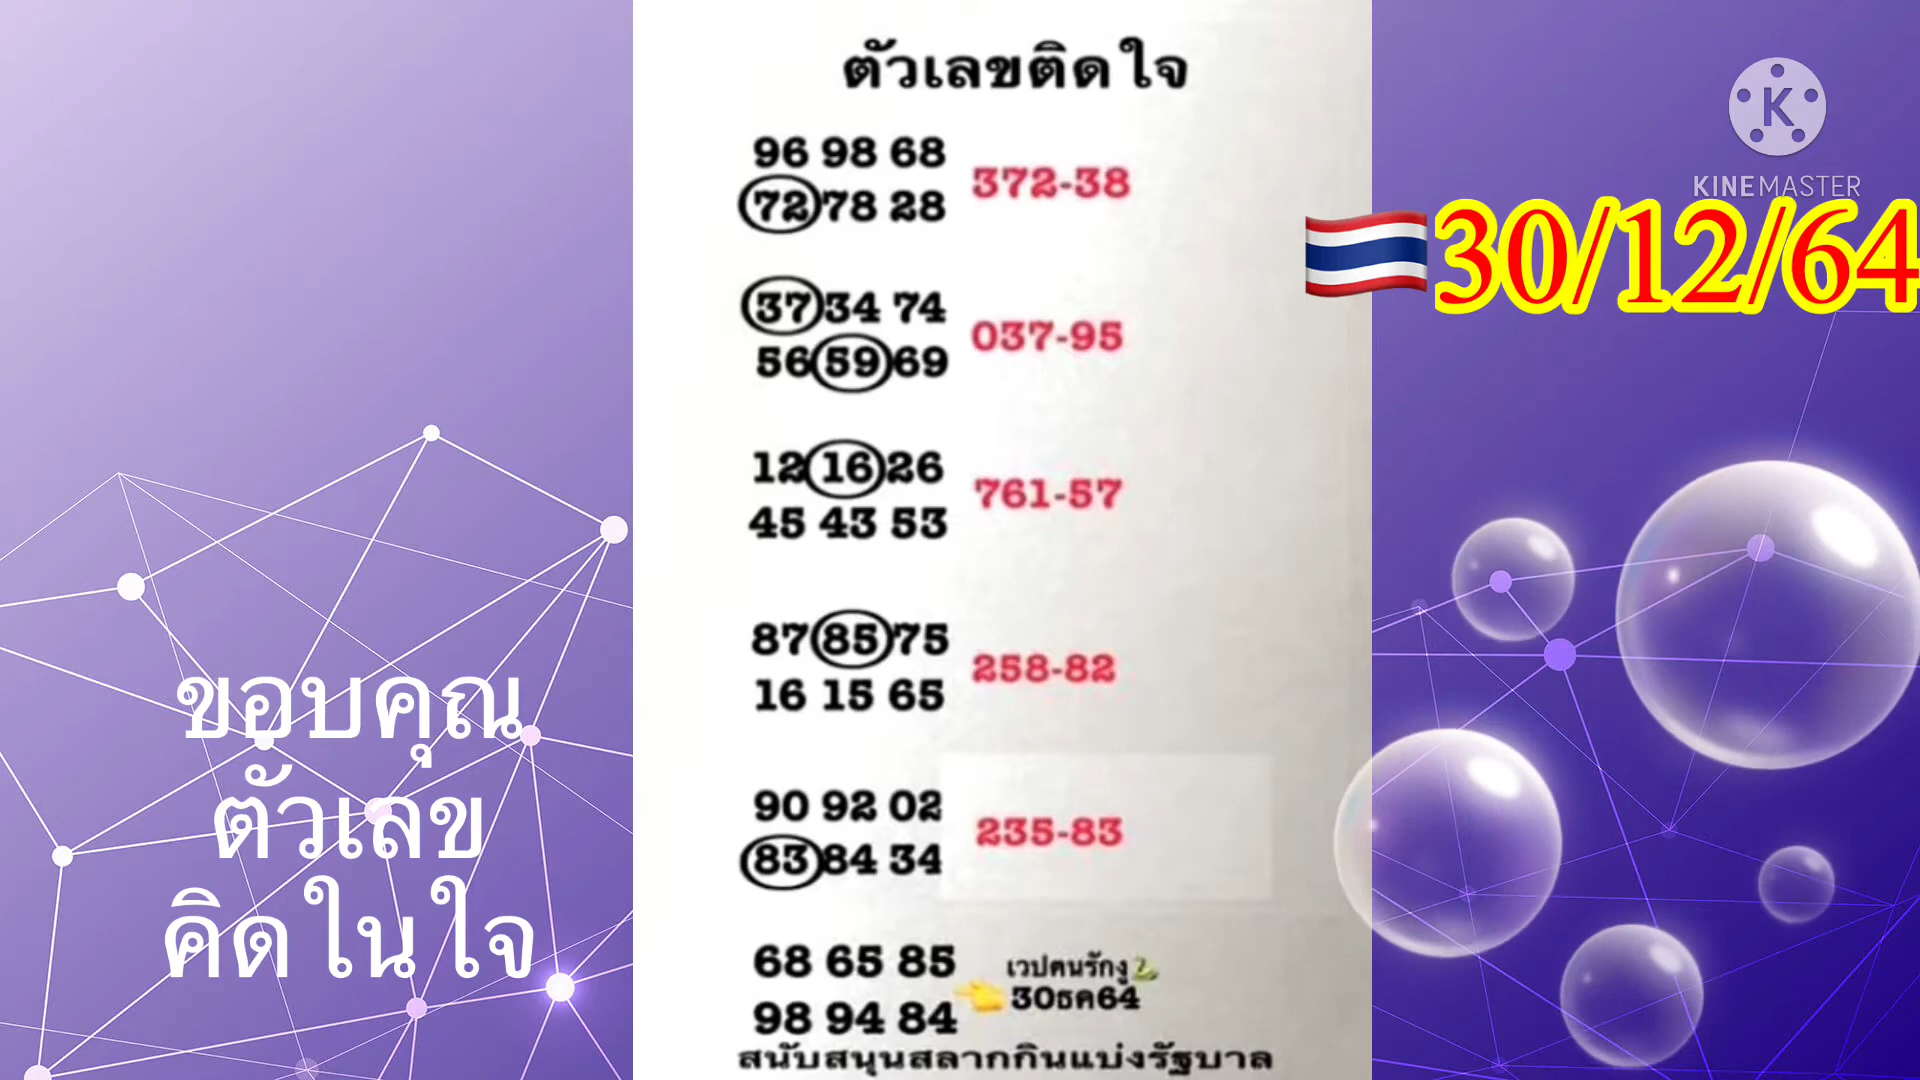 ตัวเลขติดใจ
96 98 68
72 78 28
372-38
37 34 74
56 59 69
037-95
12 16 26
45 43 53
761-57
87 85 75
16 15 65
258-82
90 92 02
83 84 34
235-83
68 65 85
98 94 84
เวปคนรักงู
30ธค64
สนับสนุนสลากกินแบ่งรัฐบาล
ขอบคุณ
ตัวเลข
คิดในใจ
K
KINEMASTER
30/12/64